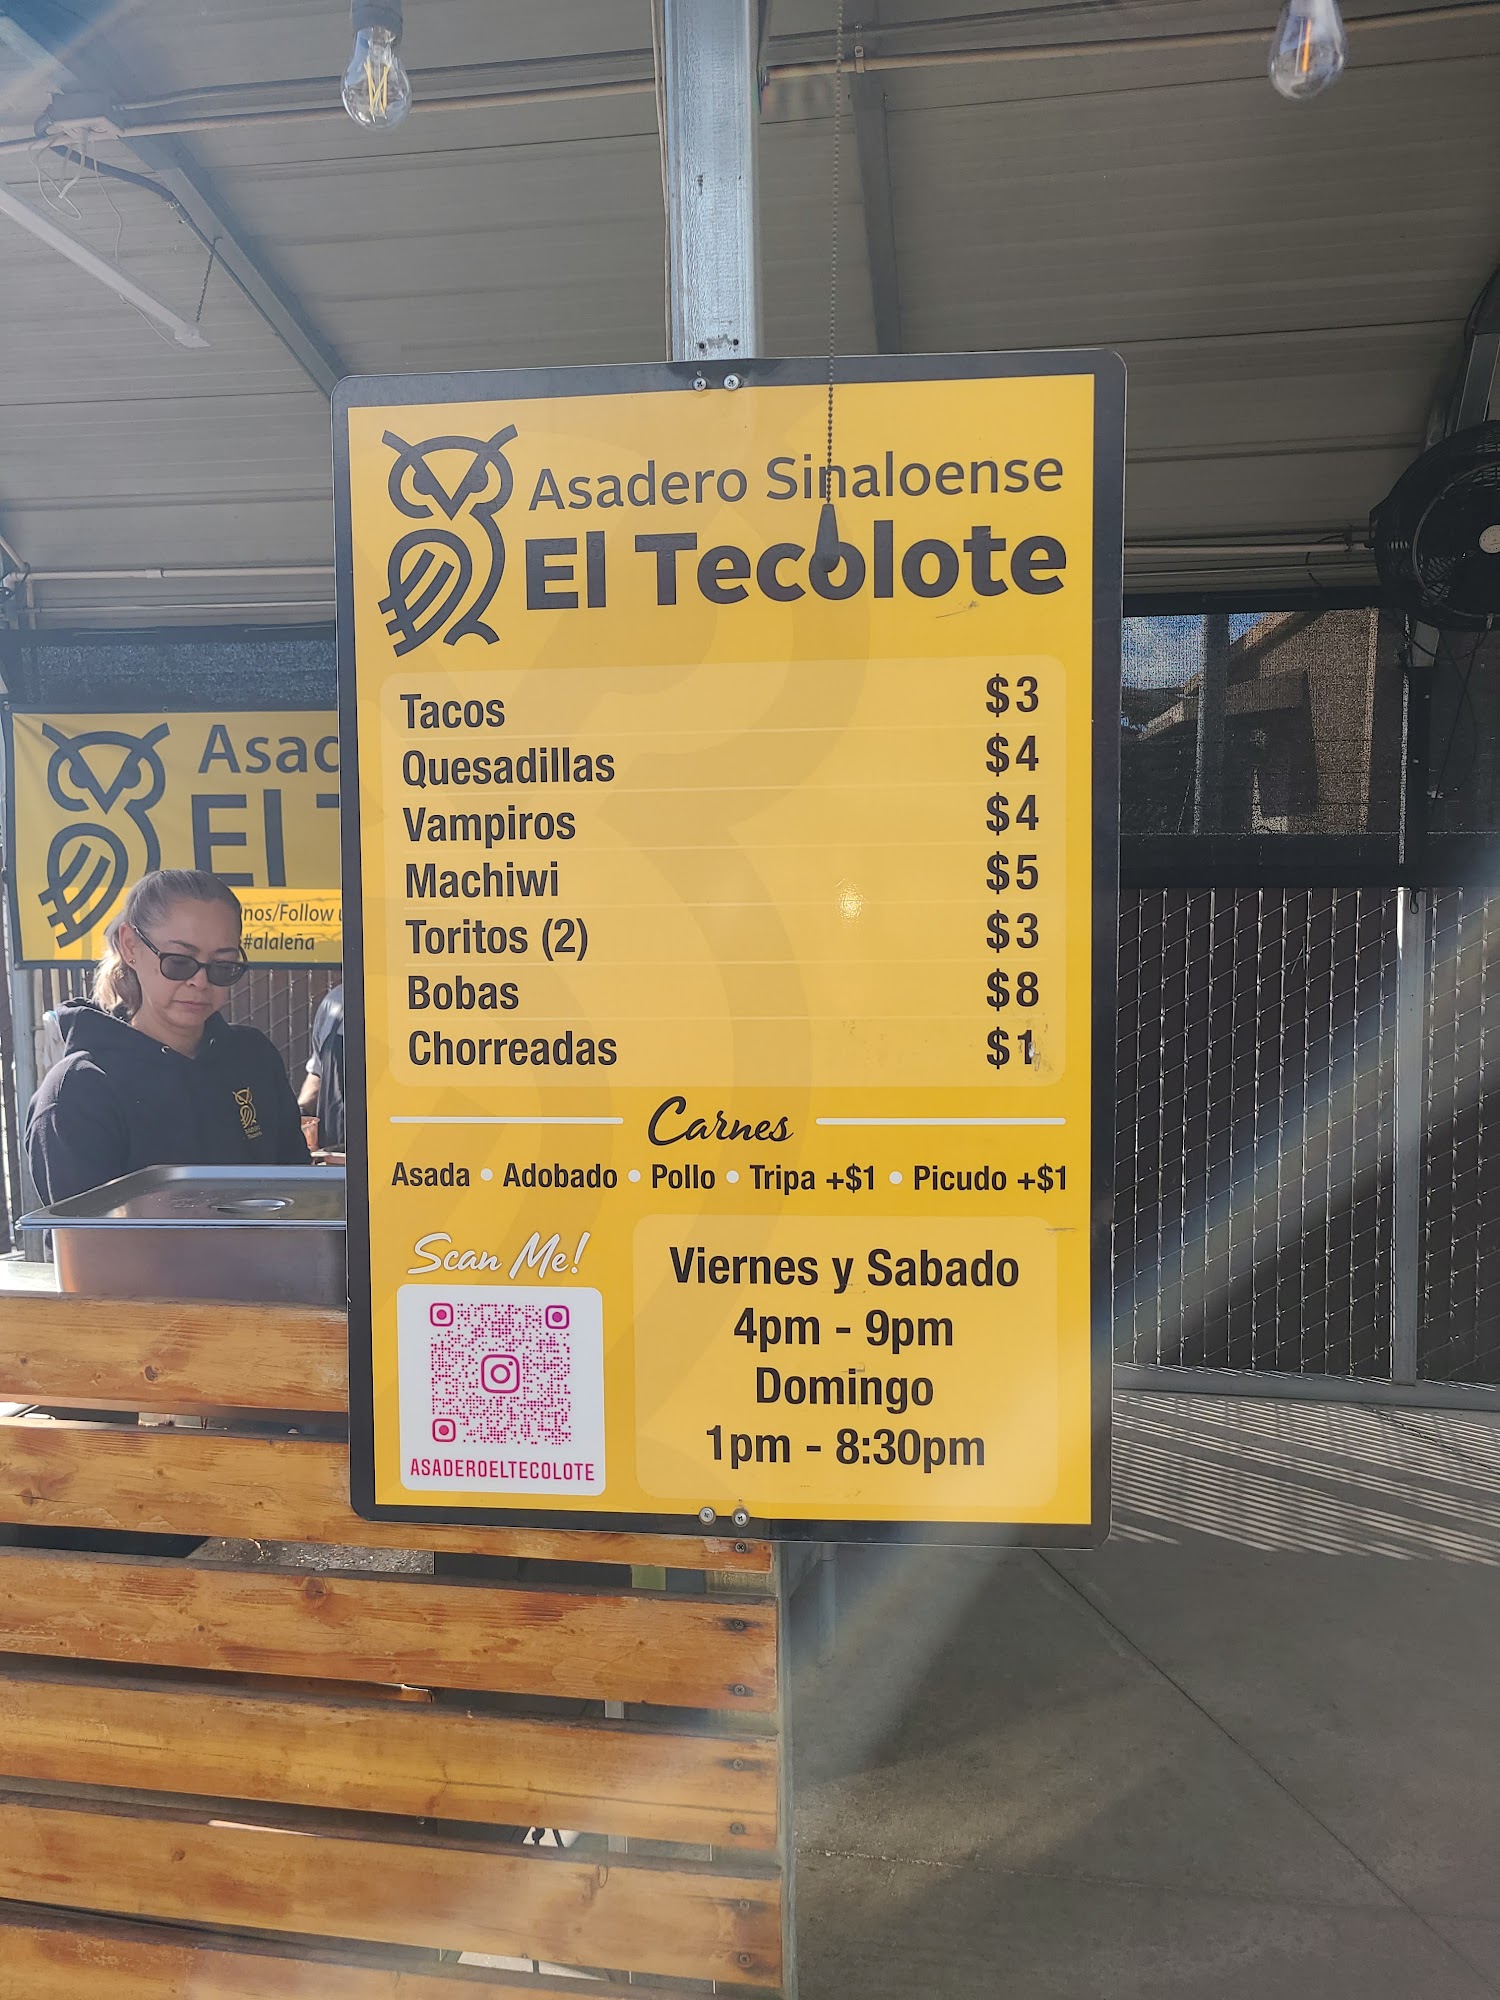 Asadero Sinaloense
El Tecolote
Tacos $3
Quesadillas $4
Vampiros $4
Machiwi $5
Toritos (2) $3
Bobas $8
Chorreadas $1
Carnes
Asada • Adobado • Pollo • Tripa +$1 • Picudo +$1
Scan Me!
ASADEROELTECOLOTE
Viernes y Sabado
4pm - 9pm
Domingo
1pm - 8:30pm
El
Follow
#alaleña